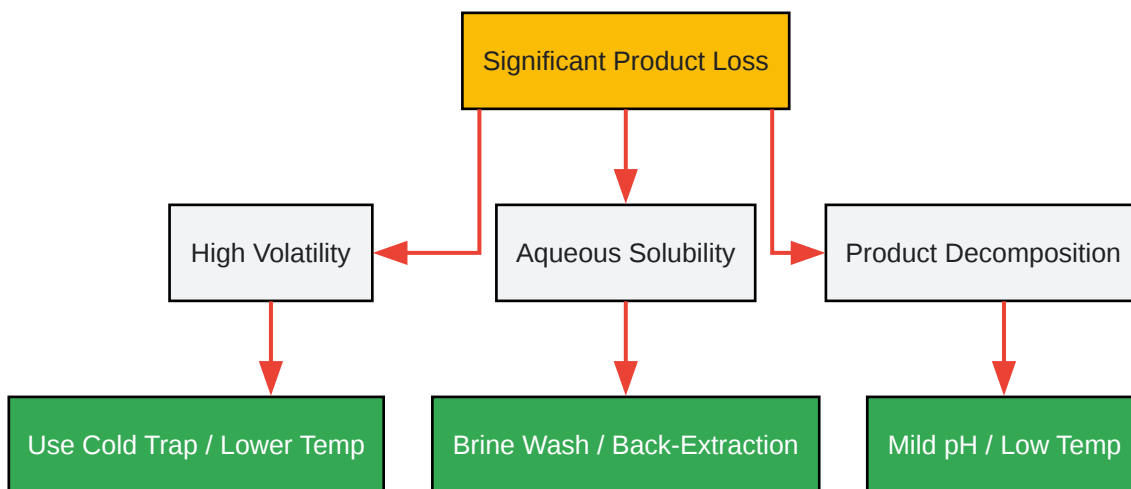 Significant Product Loss
High Volatility
Aqueous Solubility
Product Decomposition
Use Cold Trap / Lower Temp
Brine Wash / Back-Extraction
Mild pH / Low Temp